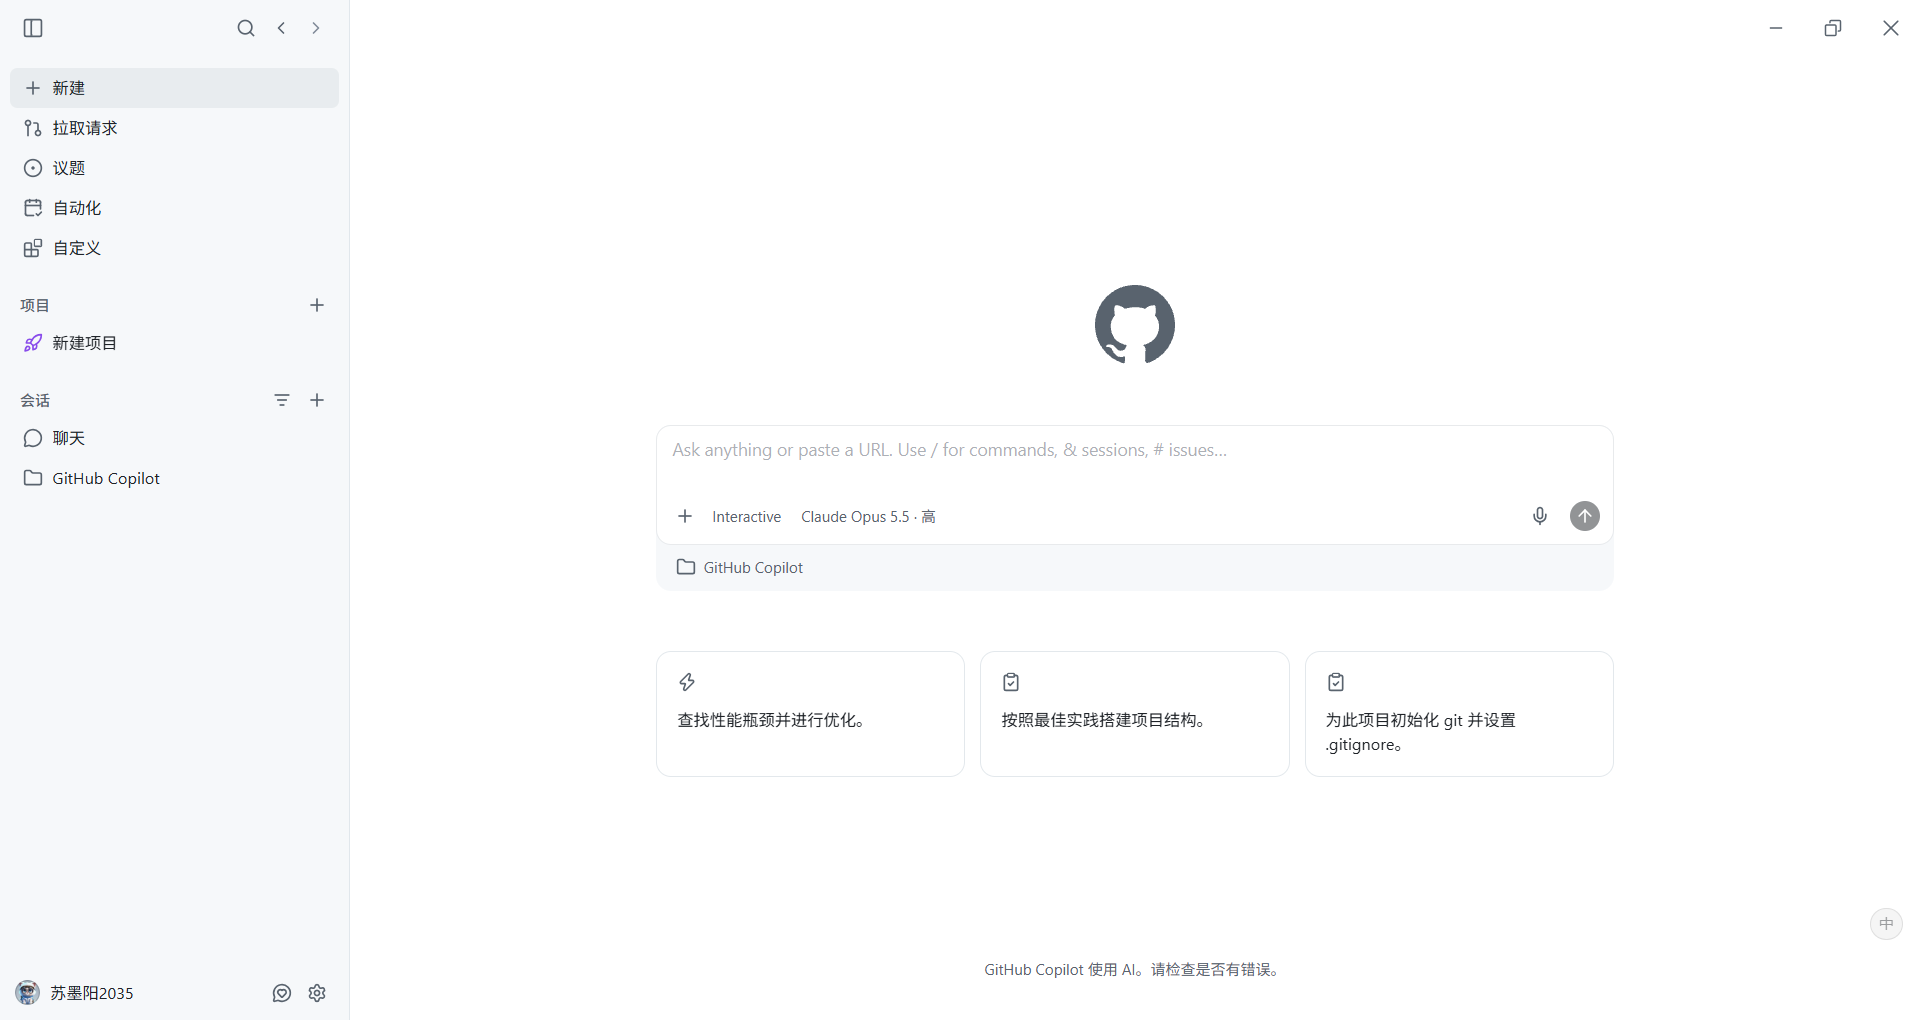 新建
拉取请求
议题
自动化
自定义
项目
新建项目
会话
聊天
GitHub Copilot
苏墨阳2035
Ask anything or paste a URL. Use / for commands, & sessions, # issues...
Interactive
Claude Opus 5.5 · 高
GitHub Copilot
查找性能瓶颈并进行优化。
按照最佳实践搭建项目结构。
为此项目初始化 git 并设置
.gitignore。
中
GitHub Copilot 使用 AI。请检查是否有错误。